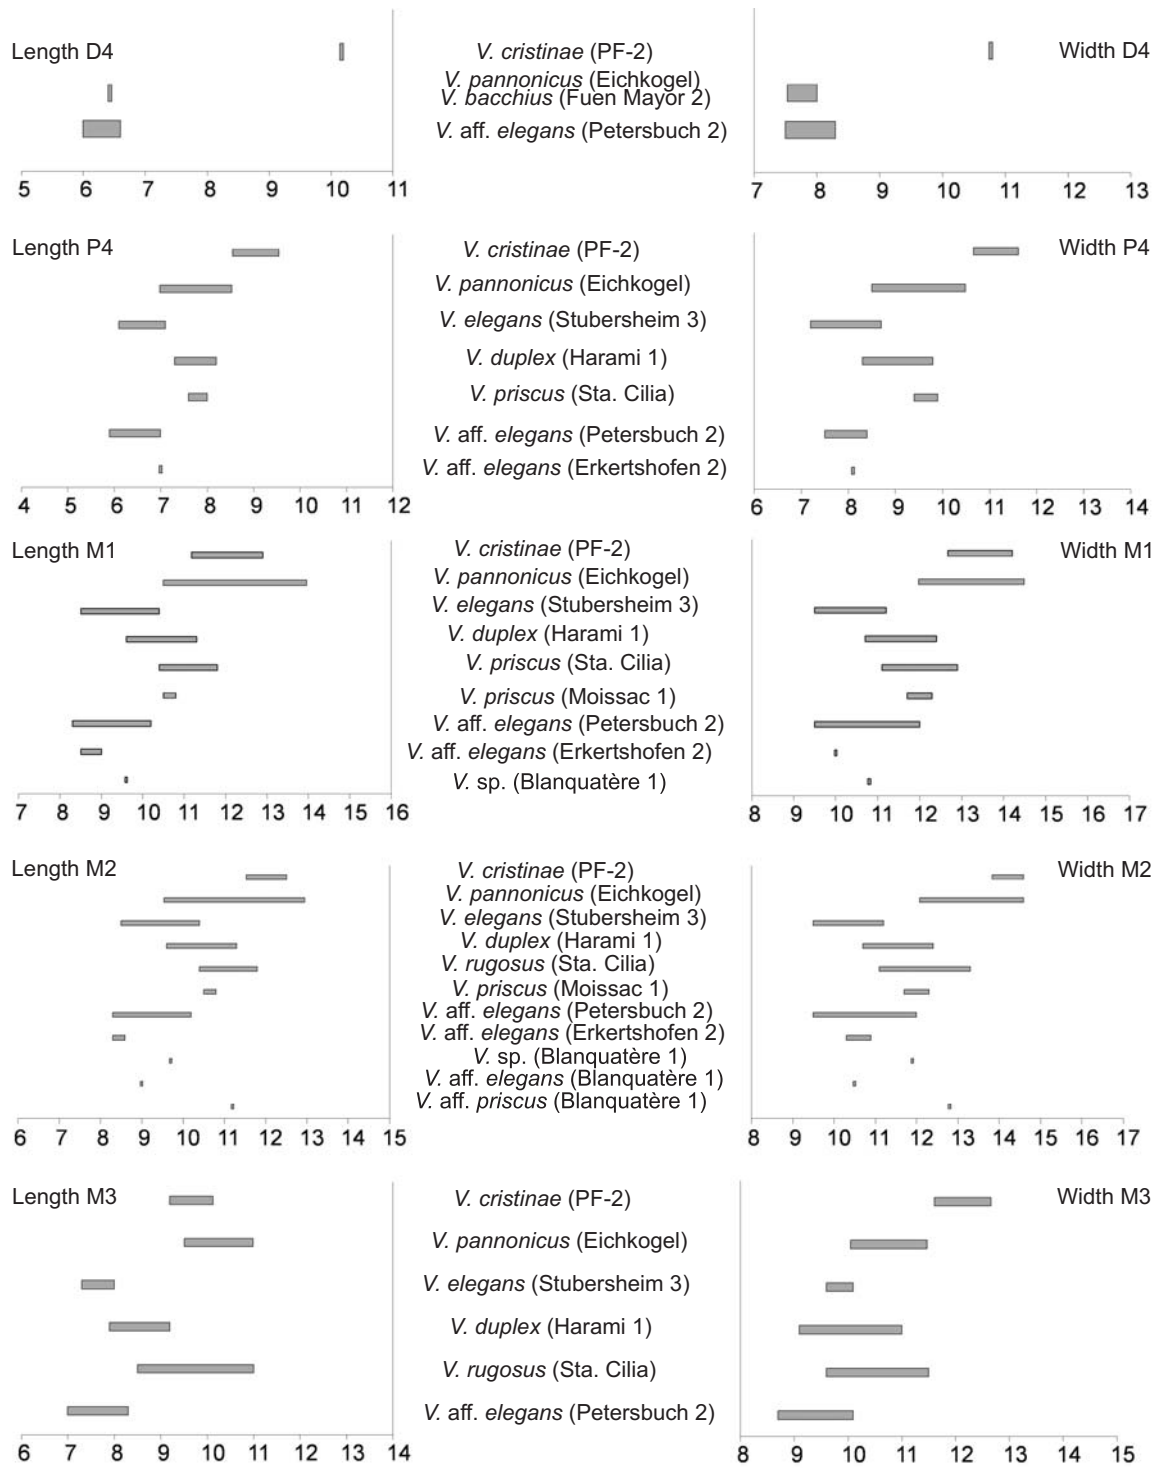 Length D4
V. cristinae (PF-2)
Width D4
V. pannonicus (Eichkogel)
V. bacchius (Fuen Mayor 2)
V. aff. elegans (Petersbuch 2)
5 6 7 8 9 10 11
7 8 9 10 11 12 13
Length P4
V. cristinae (PF-2)
Width P4
V. pannonicus (Eichkogel)
V. elegans (Stubersheim 3)
V. duplex (Harami 1)
V. priscus (Sta. Cilia)
V. aff. elegans (Petersbuch 2)
V. aff. elegans (Erkertshofen 2)
4 5 6 7 8 9 10 11 12
6 7 8 9 10 11 12 13 14
Length M1
V. cristinae (PF-2)
Width M1
V. pannonicus (Eichkogel)
V. elegans (Stubersheim 3)
V. duplex (Harami 1)
V. priscus (Sta. Cilia)
V. priscus (Moissac 1)
V. aff. elegans (Petersbuch 2)
V. aff. elegans (Erkertshofen 2)
V. sp. (Blanquatère 1)
7 8 9 10 11 12 13 14 15 16
8 9 10 11 12 13 14 15 16 17
Length M2
V. cristinae (PF-2)
Width M2
V. pannonicus (Eichkogel)
V. elegans (Stubersheim 3)
V. duplex (Harami 1)
V. rugosus (Sta. Cilia)
V. priscus (Moissac 1)
V. aff. elegans (Petersbuch 2)
V. aff. elegans (Erkertshofen 2)
V. sp. (Blanquatère 1)
V. aff. elegans (Blanquatère 1)
V. aff. priscus (Blanquatère 1)
6 7 8 9 10 11 12 13 14 15
8 9 10 11 12 13 14 15 16 17
Length M3
V. cristinae (PF-2)
Width M3
V. pannonicus (Eichkogel)
V. elegans (Stubersheim 3)
V. duplex (Harami 1)
V. rugosus (Sta. Cilia)
V. aff. elegans (Petersbuch 2)
6 7 8 9 10 11 12 13 14
8 9 10 11 12 13 14 15